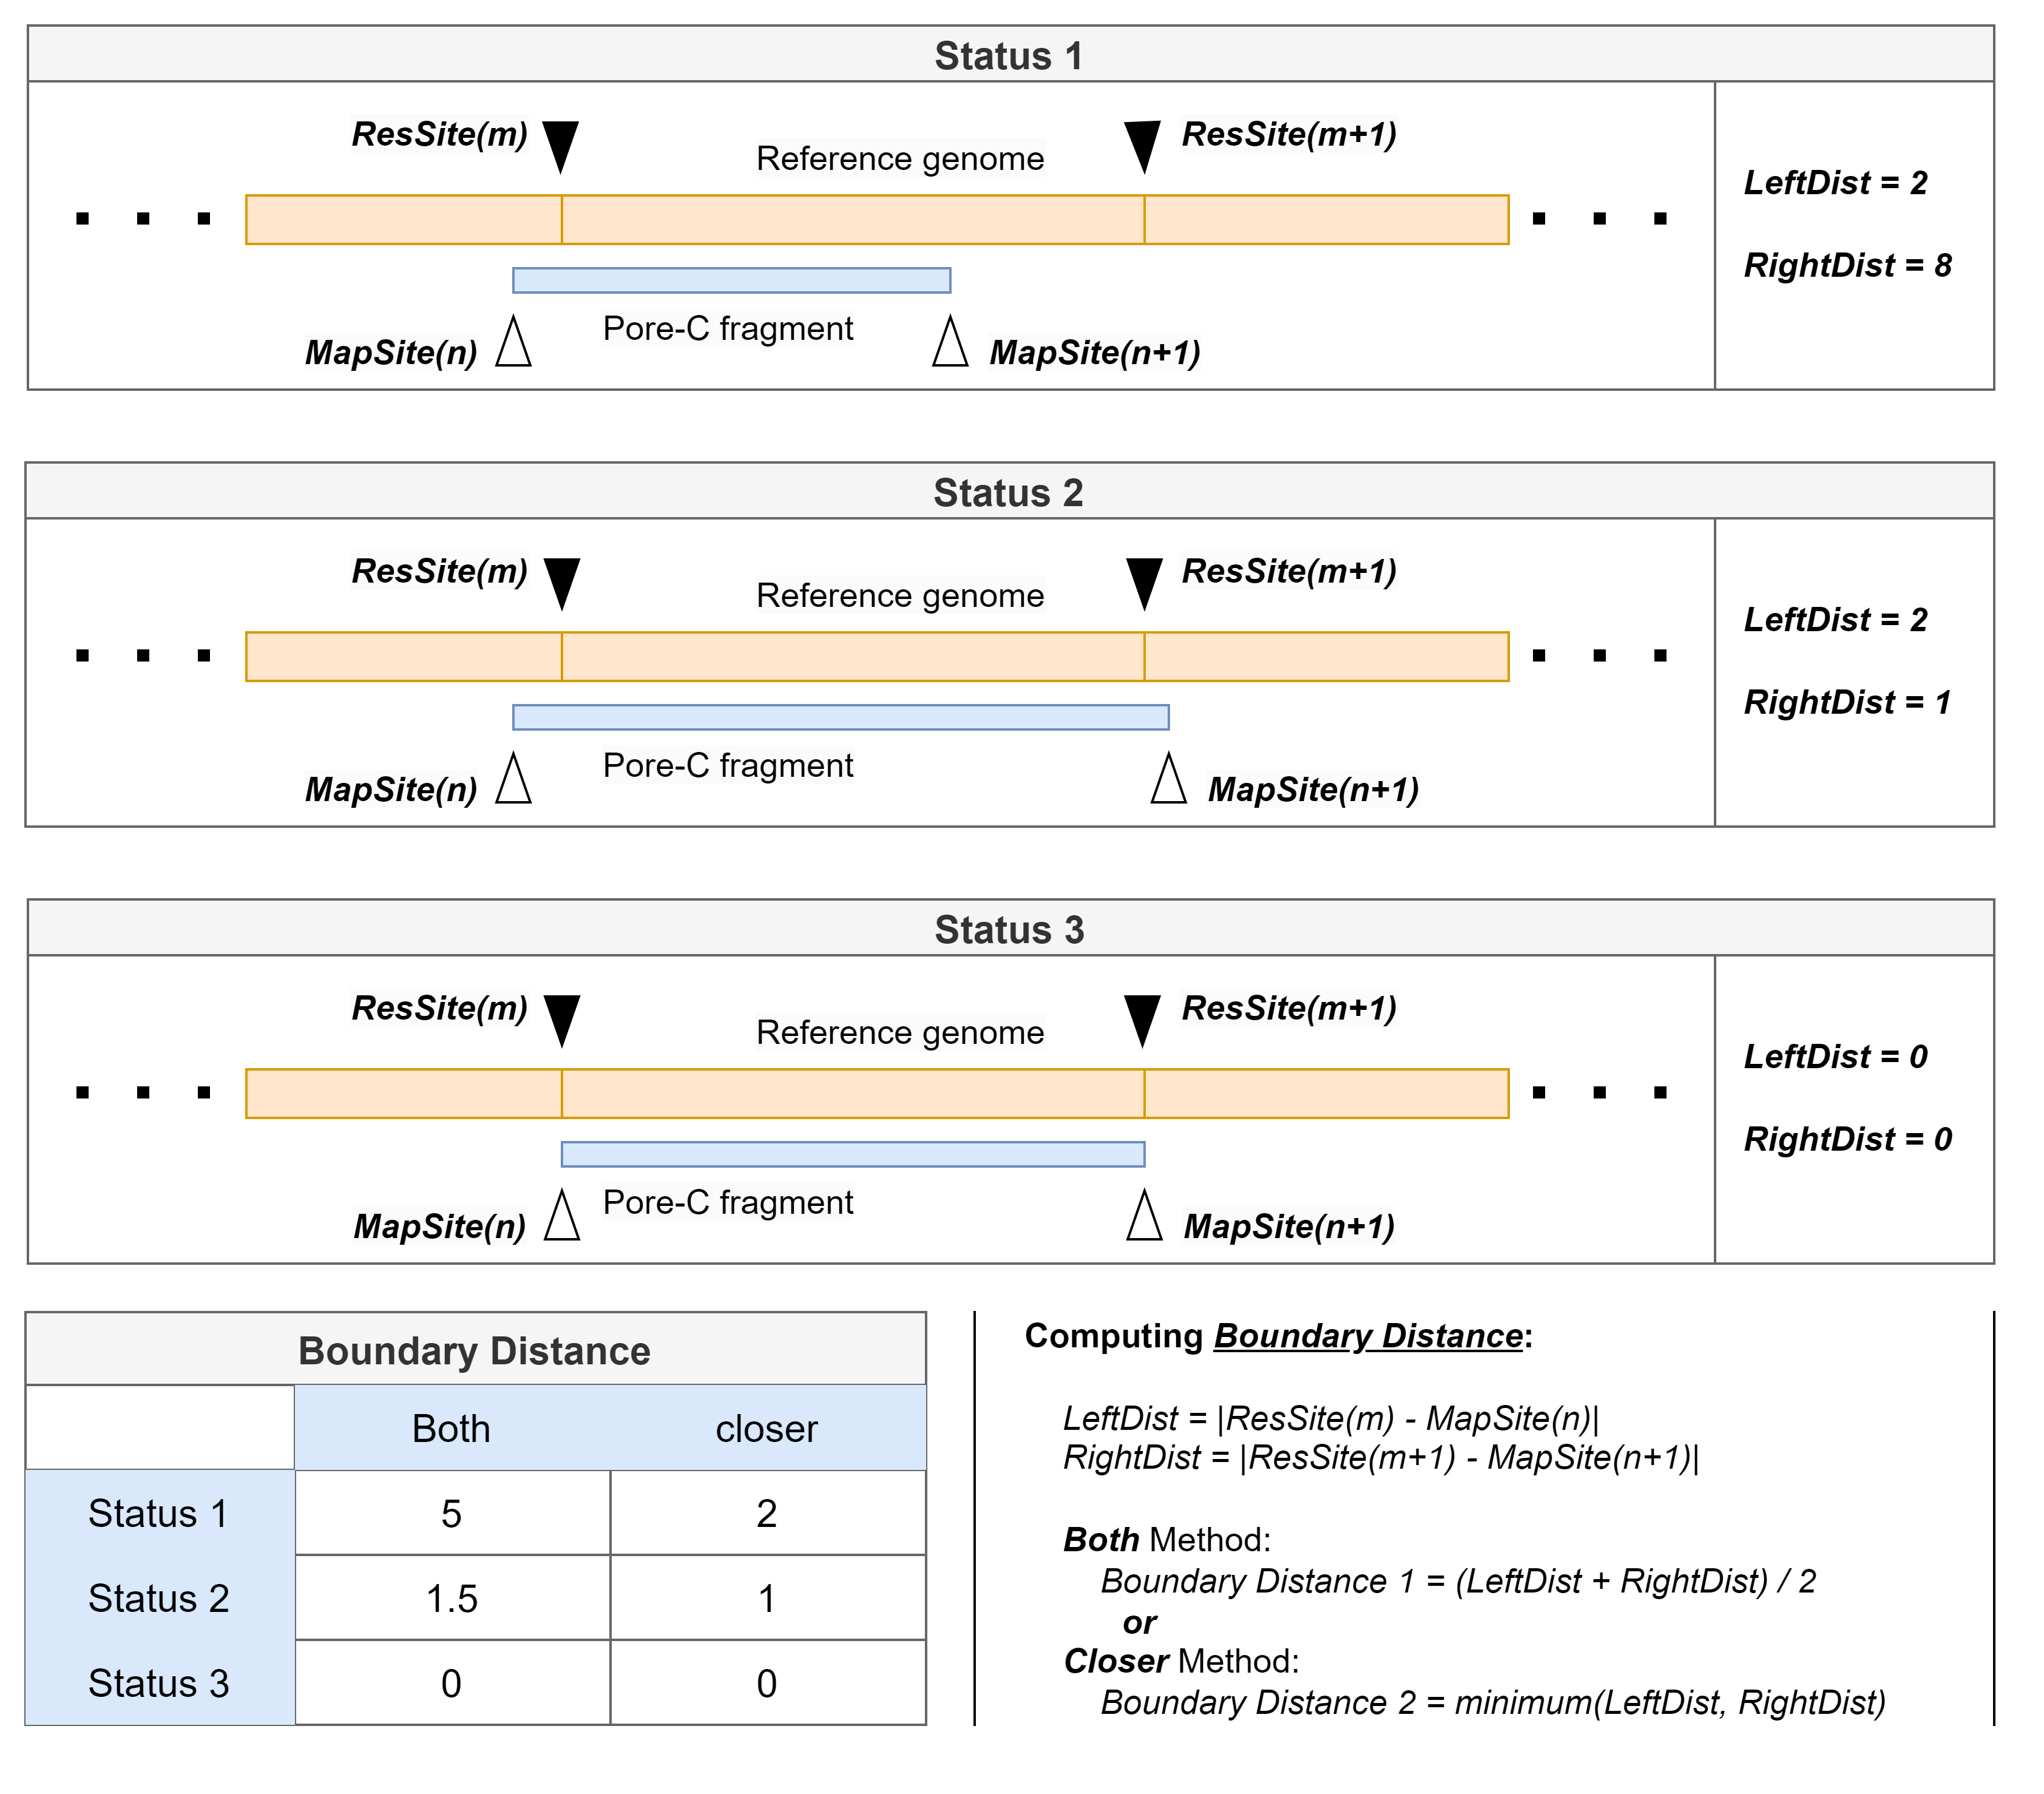 Status 1
ResSite(m)
Reference genome
ResSite(m+1)
LeftDist = 2
RightDist = 8
Pore-C fragment
MapSite(n)
MapSite(n+1)
Status 2
ResSite(m)
Reference genome
ResSite(m+1)
LeftDist = 2
RightDist = 1
Pore-C fragment
MapSite(n)
MapSite(n+1)
Status 3
ResSite(m)
Reference genome
ResSite(m+1)
LeftDist = 0
RightDist = 0
Pore-C fragment
MapSite(n)
MapSite(n+1)
Boundary Distance
Both closer
Status 1 5 2
Status 2 1.5 1
Status 3 0 0
Computing Boundary Distance:
LeftDist = |ResSite(m) - MapSite(n)|
RightDist = |ResSite(m+1) - MapSite(n+1)|
Both Method:
Boundary Distance 1 = (LeftDist + RightDist) / 2
or
Closer Method:
Boundary Distance 2 = minimum(LeftDist, RightDist)